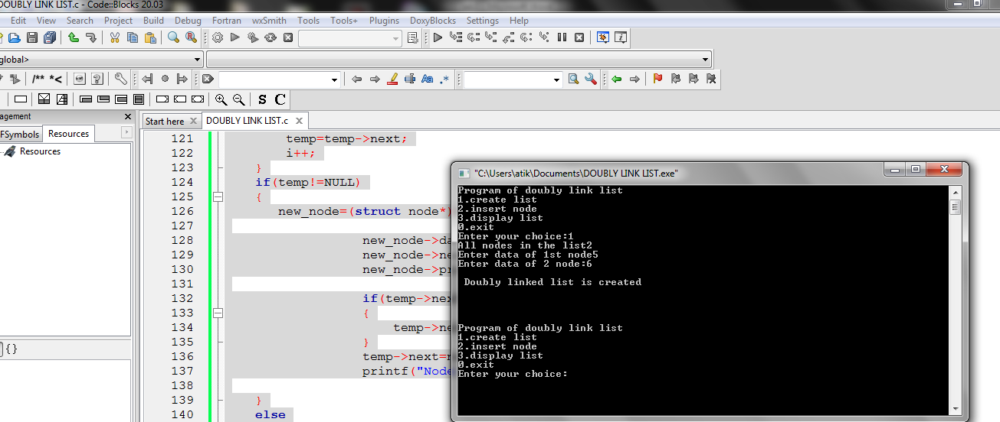 DOUBLY LINK LIST.c - Code::Blocks 20.03
Edit View Search Project Build Debug Fortran wxSmith Tools Tools+ Plugins DoxyBlocks Settings Help
global>
/** *<
Aa .*
S C
agement
FSymbols Resources
Resources
{}
Start here DOUBLY LINK LIST.c
121 temp=temp->next;
122 i++;
123 }
124 if(temp!=NULL)
125 {
126 new_node=(struct node*)
127
128 new_node->da
129 new_node->ne
130 new_node->pr
131
132 if(temp->nex
133 {
134 temp->ne
135 }
136 temp->next=n
137 printf("Node
138
139 }
140 else
"C:\Users\atik\Documents\DOUBLY LINK LIST.exe"
Program of doubly link list
1.create list
2.insert node
3.display list
0.exit
Enter your choice:1
All nodes in the list2
Enter data of 1st node5
Enter data of 2 node:6
Doubly linked list is created
Program of doubly link list
1.create list
2.insert node
3.display list
0.exit
Enter your choice: